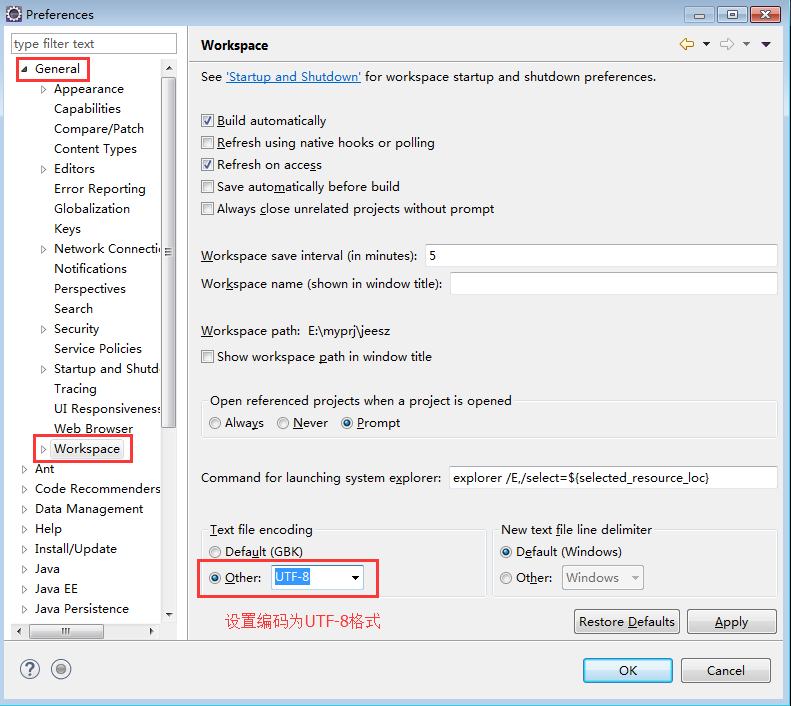 Preferences
type filter text
General
Appearance
Capabilities
Compare/Patch
Content Types
Editors
Error Reporting
Globalization
Keys
Network Connecti
Notifications
Perspectives
Search
Security
Service Policies
Startup and Shutd
Tracing
UI Responsiveness
Web Browser
Workspace
Ant
Code Recommenders
Data Management
Help
Install/Update
Java
Java EE
Java Persistence
Workspace
See 'Startup and Shutdown' for workspace startup and shutdown preferences.
Build automatically
Refresh using native hooks or polling
Refresh on access
Save automatically before build
Always close unrelated projects without prompt
Workspace save interval (in minutes): 5
Workspace name (shown in window title):
Workspace path: E:\myprj\jeesz
Show workspace path in window title
Open referenced projects when a project is opened
Always Never Prompt
Command for launching system explorer: explorer /E,/select=${selected_resource_loc}
Text file encoding
Default (GBK)
Other: UTF-8
New text file line delimiter
Default (Windows)
Other: Windows
设置编码为UTF-8格式
Restore Defaults Apply
OK Cancel